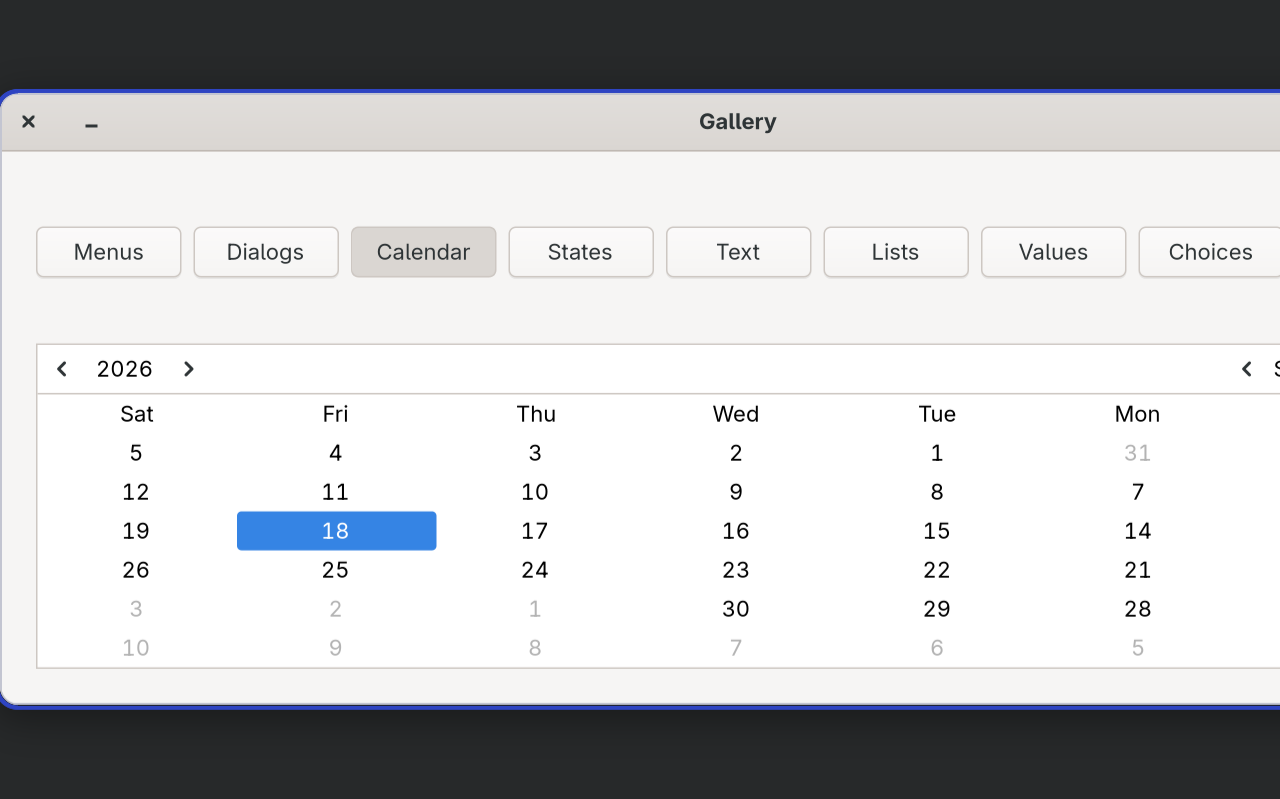 Gallery
Menus Dialogs Calendar States Text Lists Values Choices
2026
Sat Fri Thu Wed Tue Mon
5 4 3 2 1 31
12 11 10 9 8 7
19 18 17 16 15 14
26 25 24 23 22 21
3 2 1 30 29 28
10 9 8 7 6 5